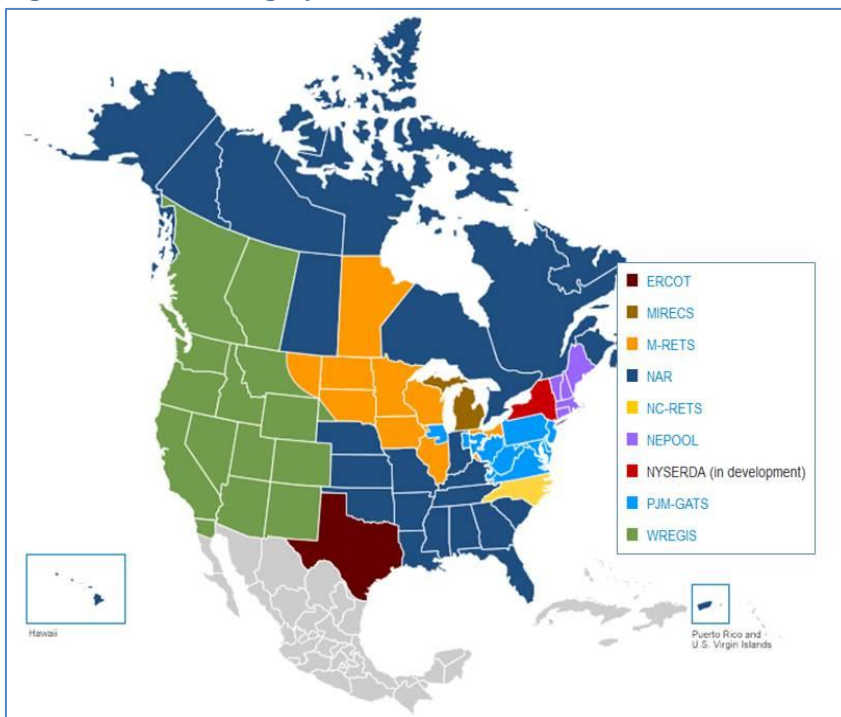 ERCOT
MIRECS
M-RETS
NAR
NC-RETS
NEPOOL
NYSERDA (in development)
PJM-GATS
WREGIS
Hawaii
Puerto Rico and
U.S. Virgin Islands